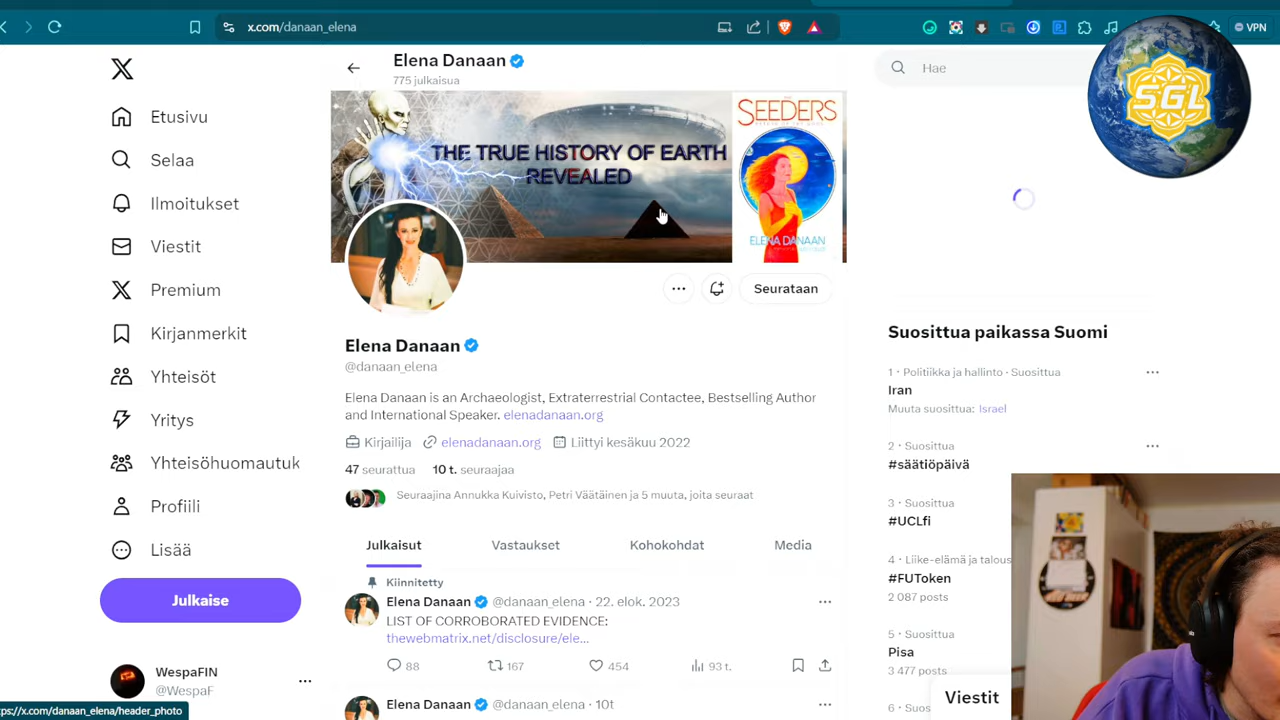 x.com/danaan_elena
VPN
SGL
Elena Danaan
775 julkaisua
Hae
Etusivu
Selaa
Ilmoitukset
Viestit
Premium
Kirjanmerkit
Yhteisöt
Yritys
Yhteisöhuomautuk
Profiili
Lisää
Julkaise
WespaFIN
@WespaF
THE TRUE HISTORY OF EARTH
REVEALED
SEEDERS
ELENA DANAAN
Seurataan
Elena Danaan
@danaan_elena
Elena Danaan is an Archaeologist, Extraterrestrial Contactee, Bestselling Author
and International Speaker. elenadanaan.org
Kirjailija elenadanaan.org Liittyi kesäkuu 2022
47 seurattua 10 t. seuraajaa
Seuraajina Annukka Kuivisto, Petri Väätäinen ja 5 muuta, joita seuraat
Julkaisut Vastaukset Kohokohdat Media
Kiinnitetty
Elena Danaan @danaan_elena · 22. elok. 2023
LIST OF CORROBORATED EVIDENCE:
thewebmatrix.net/disclosure/ele...
88 167 454 93 t.
Elena Danaan @danaan_elena · 10t
Suosittua paikassa Suomi
1 · Politiikka ja hallinto · Suosittua
Iran
Muuta suosittua: Israel
2 · Suosittua
#säätiöpäivä
3 · Suosittua
#UCLfi
4 · Liike-elämä ja talous
#FUToken
2 087 posts
5 · Suosittua
Pisa
3 477 posts
6 · Suos
Viestit
tps://x.com/danaan_elena/header_photo